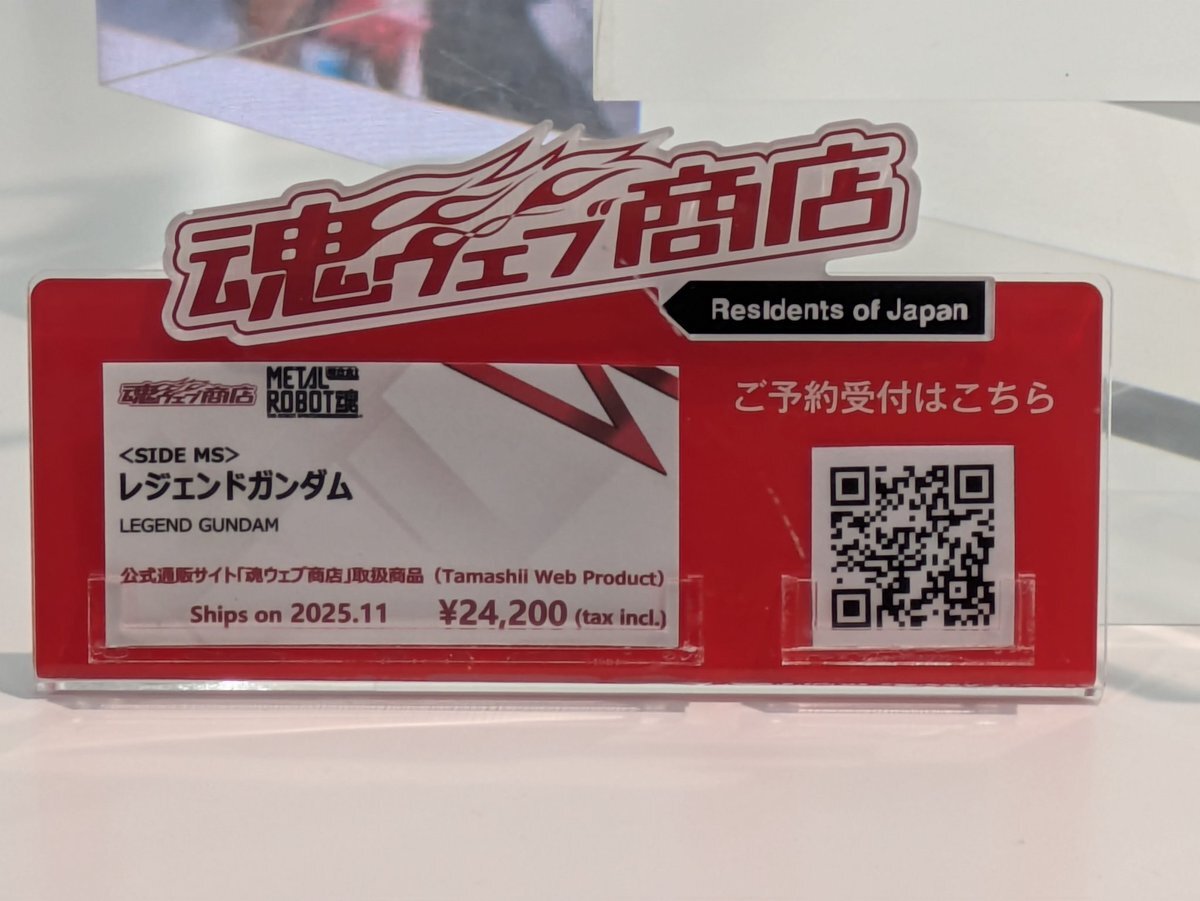 魂ウェブ商店
Residents of Japan
魂ウェブ商店
METAL
ROBOT魂
<SIDE MS>
レジェンドガンダム
LEGEND GUNDAM
公式通販サイト「魂ウェブ商店」取扱商品（Tamashii Web Product）
Ships on 2025.11 ¥24,200 (tax incl.)
ご予約受付はこちら